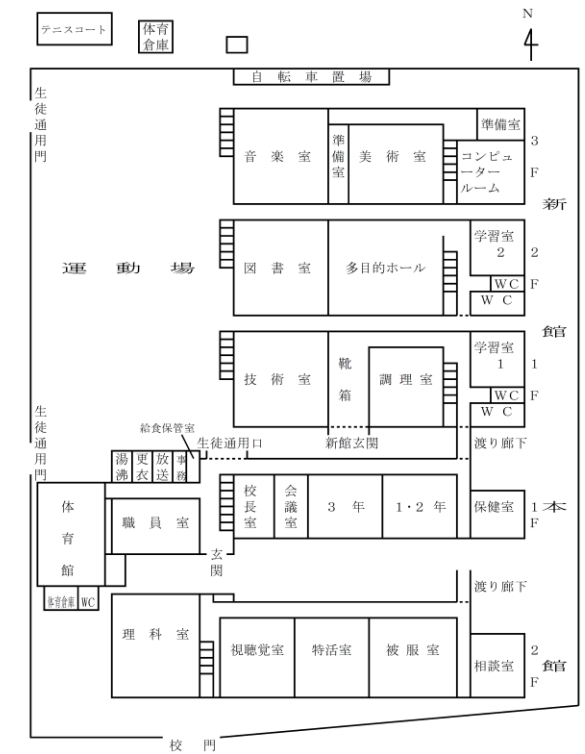 N
テニスコート
体育
倉庫
自転車置場
生徒通用門
準備室
3F
音楽室
準備室
美術室
コンピュ
ーター
ルーム
新館
学習室
2
2F
運動場
図書室
多目的ホール
WC
WC
学習室
1
1F
技術室
靴箱
調理室
WC
WC
生徒通用門
給食保管室
生徒通用口
新館玄関
渡り廊下
湯沸
更衣
放送
事務
体育館
職員室
校長室
会議室
3年
1・2年
保健室
1F
本館
玄関
体育倉庫
WC
渡り廊下
理科室
視聴覚室
特活室
被服室
相談室
2F
校門